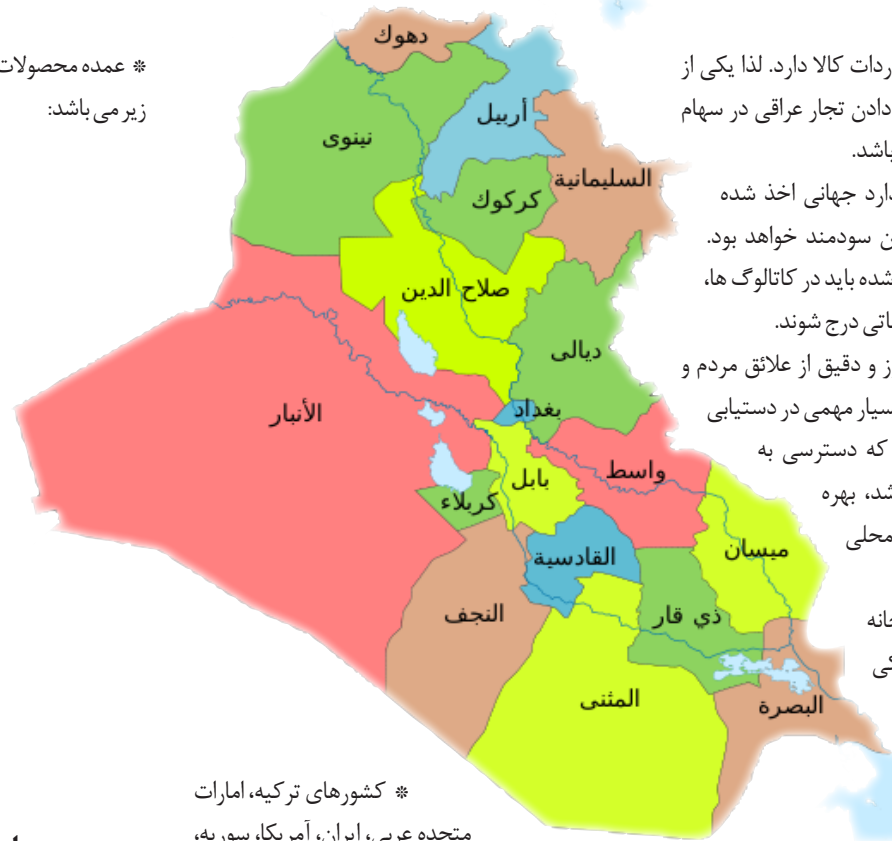 ردات کالا دارد. لذا یکی از
دادن تجار عراقی در سهام
باشد.
دارد جهانی اخذ شده
ن سودمند خواهد بود.
شده باید در کاتالوگ ها،
اتی درج شوند.
ز و دقیق از علائق مردم و
سیار مهمی در دستیابی
که دسترسی به
شد، بهره
محلی
خانه
کی
* عمده محصولات
زیر می باشد:
دهوك
أربيل
نينوى
السليمانية
كركوك
صلاح الدين
ديالى
بغداد
الأنبار
واسط
بابل
كربلاء
ميسان
القادسية
النجف
ذي قار
المثنى
البصرة
* کشورهای ترکیه، امارات
متحده عربی، ایران، آمریکا، سوریه،